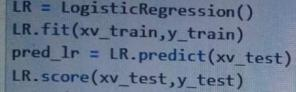 LR = LogisticRegression()
LR.fit(xv_train,y_train)
pred_lr = LR.predict(xv_test)
LR.score(xv_test,y_test)